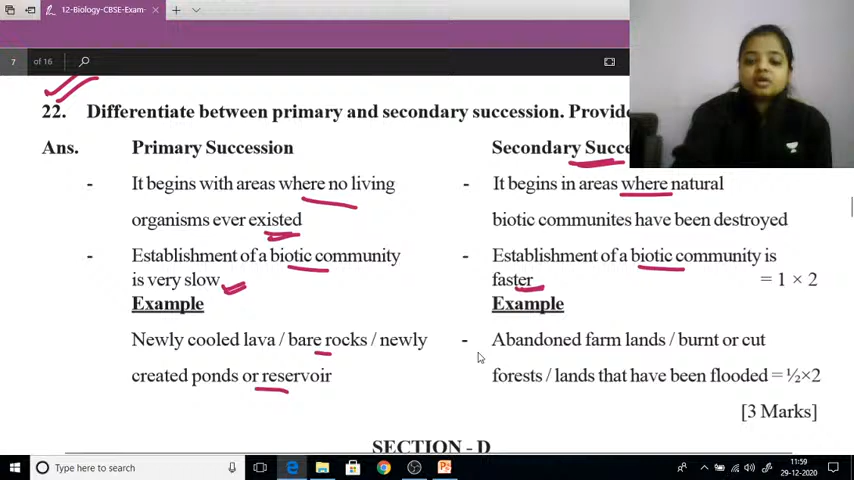 12-Biology-CBSE-Exam-
7 of 16
22. Differentiate between primary and secondary succession. Provide
Ans. Primary Succession Secondary Succe
- It begins with areas where no living - It begins in areas where natural
organisms ever existed biotic communites have been destroyed
- Establishment of a biotic community - Establishment of a biotic community is
is very slow faster = 1 × 2
Example Example
Newly cooled lava / bare rocks / newly - Abandoned farm lands / burnt or cut
created ponds or reservoir forests / lands that have been flooded = ½×2
[3 Marks]
SECTION - D
Type here to search
11:59
29-12-2020